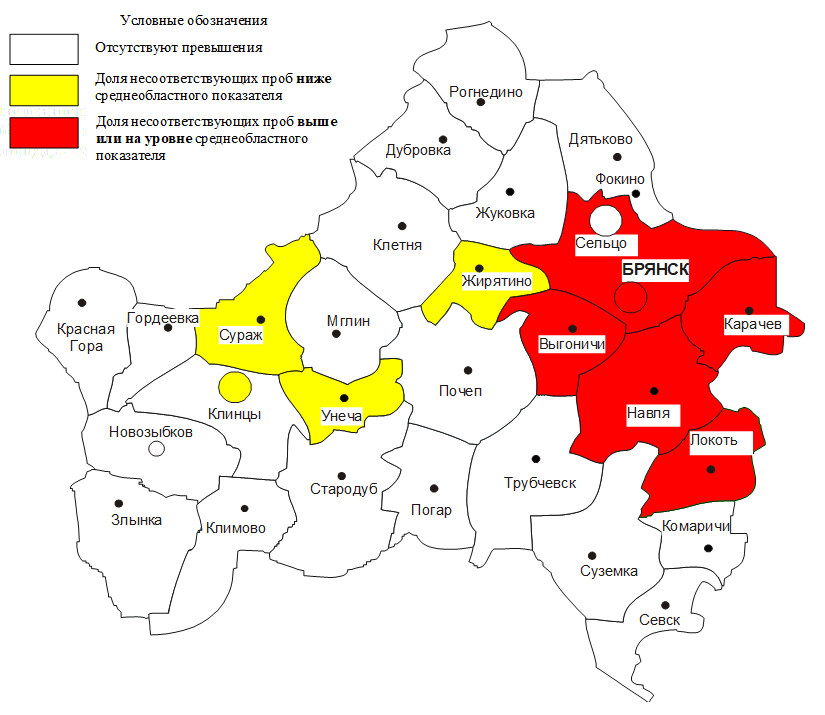 Условные обозначения
Отсутствуют превышения
Доля несоответствующих проб ниже
среднеобластного показателя
Доля несоответствующих проб выше
или на уровне среднеобластного
показателя
Рогнедино
Дятьково
Дубровка
Фокино
Жуковка
Клетня
Сельцо
БРЯНСК
Жирятино
Гордеевка
Мглин
Карачев
Красная
Гора
Сураж
Выгоничи
Почеп
Клинцы
Унеча
Навля
Новозыбков
Локоть
Стародуб
Трубчевск
Погар
Злынка
Климово
Комаричи
Суземка
Севск